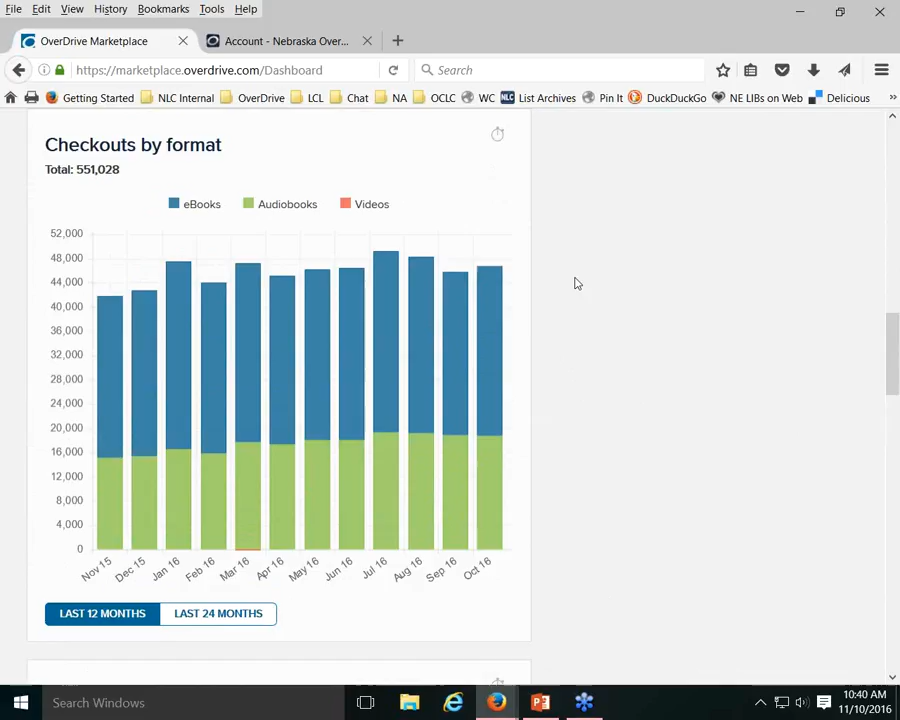 File Edit View History Bookmarks Tools Help
OverDrive Marketplace Account - Nebraska Over...
https://marketplace.overdrive.com/Dashboard Search
Getting Started NLC Internal OverDrive LCL Chat NA OCLC WC NLC List Archives Pin It DuckDuckGo NE LIBs on Web Delicious
Checkouts by format
Total: 551,028
eBooks Audiobooks Videos
52,000
48,000
44,000
40,000
36,000
32,000
28,000
24,000
20,000
16,000
12,000
8,000
4,000
0
Nov 15 Dec 15 Jan 16 Feb 16 Mar 16 Apr 16 May 16 Jun 16 Jul 16 Aug 16 Sep 16 Oct 16
LAST 12 MONTHS LAST 24 MONTHS
Search Windows
10:40 AM
11/10/2016